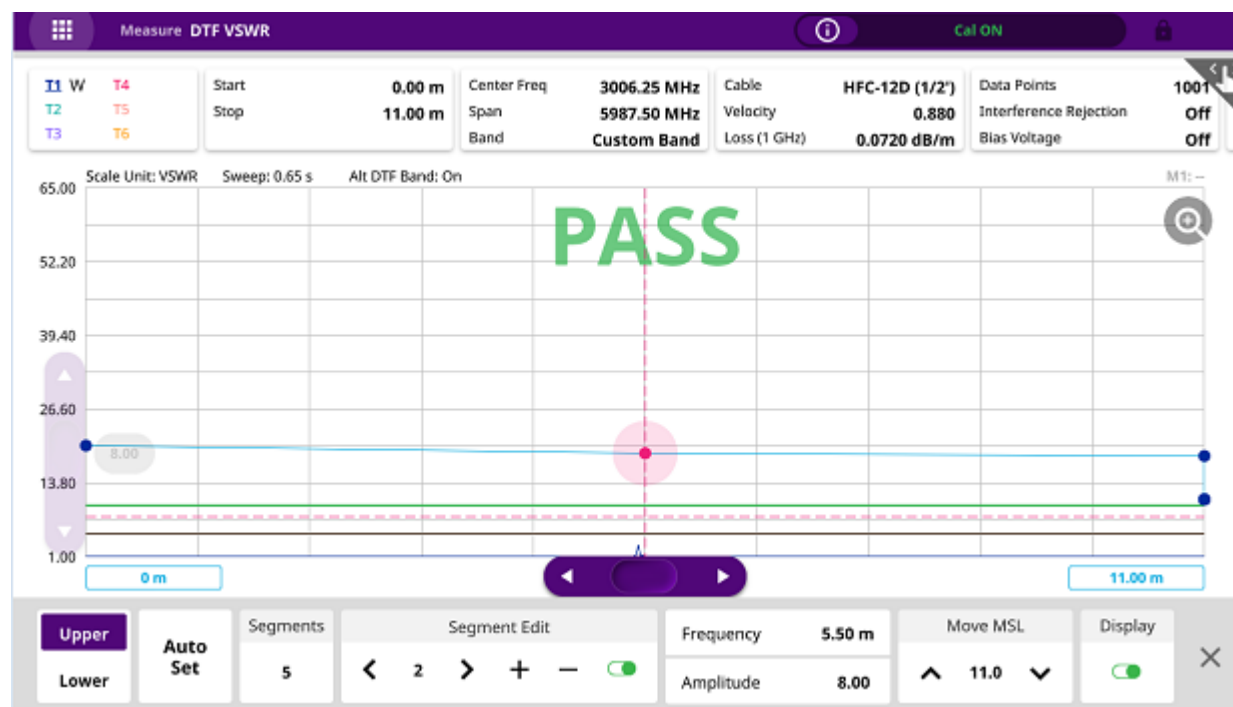 Measure DTF VSWR
Cal ON
T1 W T4
T2 T5
T3 T6
Start 0.00 m
Stop 11.00 m
Center Freq 3006.25 MHz
Span 5987.50 MHz
Band Custom Band
Cable HFC-12D (1/2')
Velocity 0.880
Loss (1 GHz) 0.0720 dB/m
Data Points 1001
Interference Rejection Off
Bias Voltage Off
Scale Unit: VSWR Sweep: 0.65 s Alt DTF Band: On M1: --
65.00
PASS
52.20
39.40
26.60
8.00
13.80
1.00
0 m
11.00 m
Upper
Lower
Auto
Set
Segments
5
Segment Edit
2
Frequency 5.50 m
Amplitude 8.00
Move MSL
11.0
Display